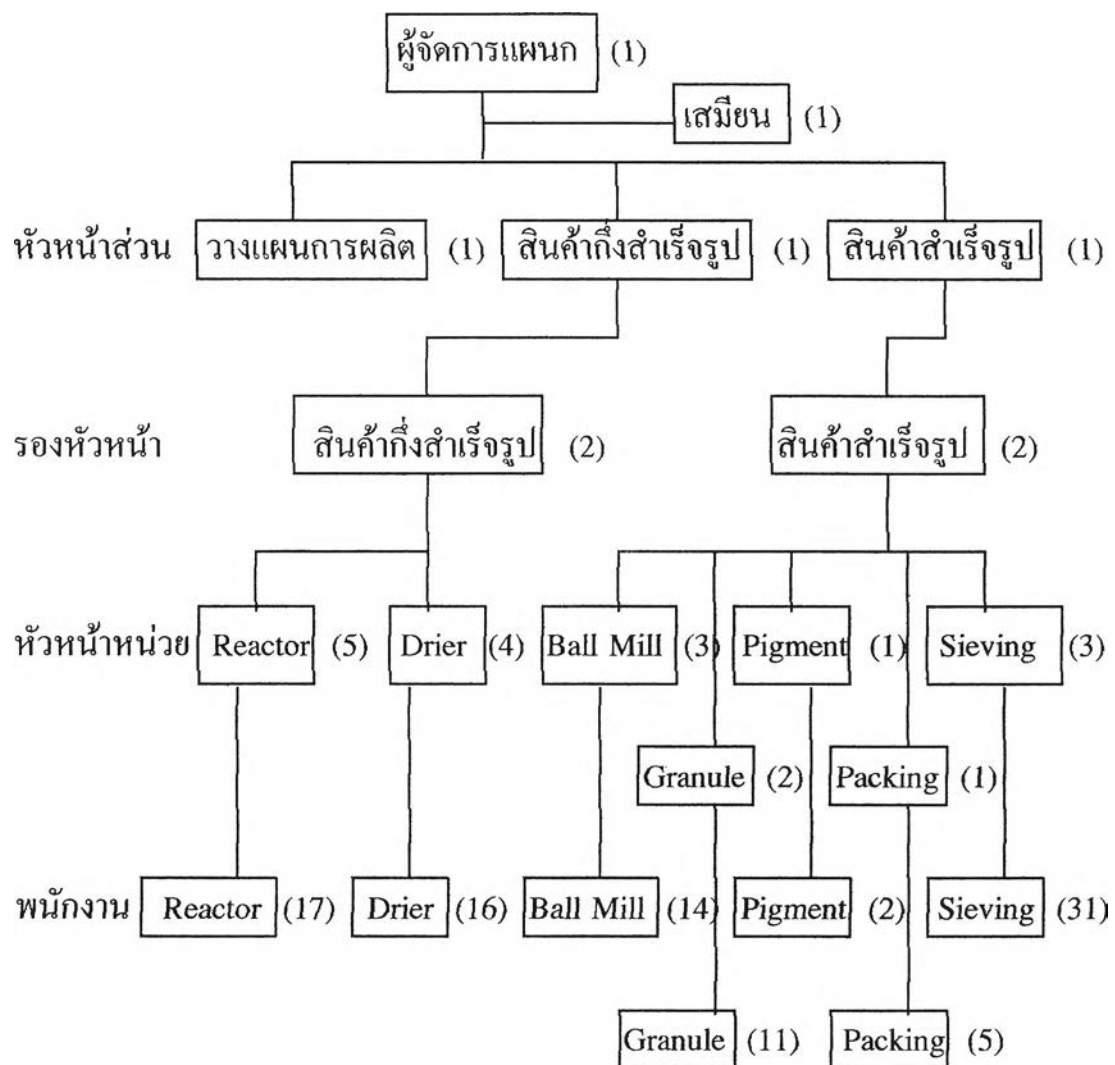 ผู้จัดการแผนก (1)
เสมียน (1)
หัวหน้าส่วน วางแผนการผลิต (1) สินค้ากึ่งสำเร็จรูป (1) สินค้าสำเร็จรูป (1)
รองหัวหน้า สินค้ากึ่งสำเร็จรูป (2) สินค้าสำเร็จรูป (2)
หัวหน้าหน่วย Reactor (5) Drier (4) Ball Mill (3) Pigment (1) Sieving (3)
Granule (2) Packing (1)
พนักงาน Reactor (17) Drier (16) Ball Mill (14) Pigment (2) Sieving (31)
Granule (11) Packing (5)